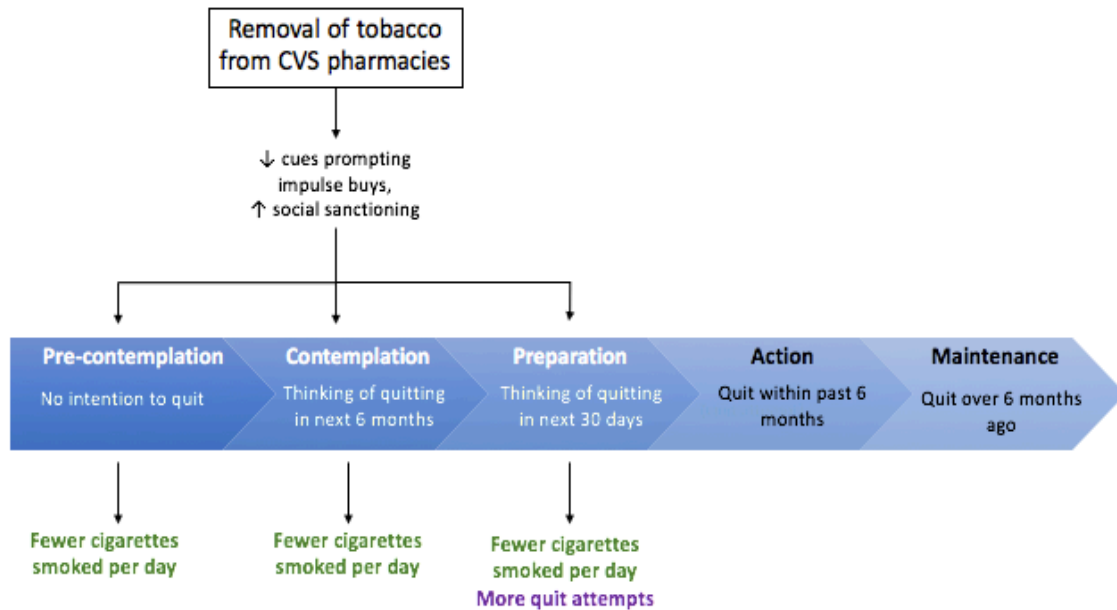 Removal of tobacco
from CVS pharmacies
↓ cues prompting
impulse buys,
↑ social sanctioning
Pre-contemplation
No intention to quit
Contemplation
Thinking of quitting
in next 6 months
Preparation
Thinking of quitting
in next 30 days
Action
Quit within past 6
months
Maintenance
Quit over 6 months
ago
Fewer cigarettes
smoked per day
Fewer cigarettes
smoked per day
Fewer cigarettes
smoked per day
More quit attempts